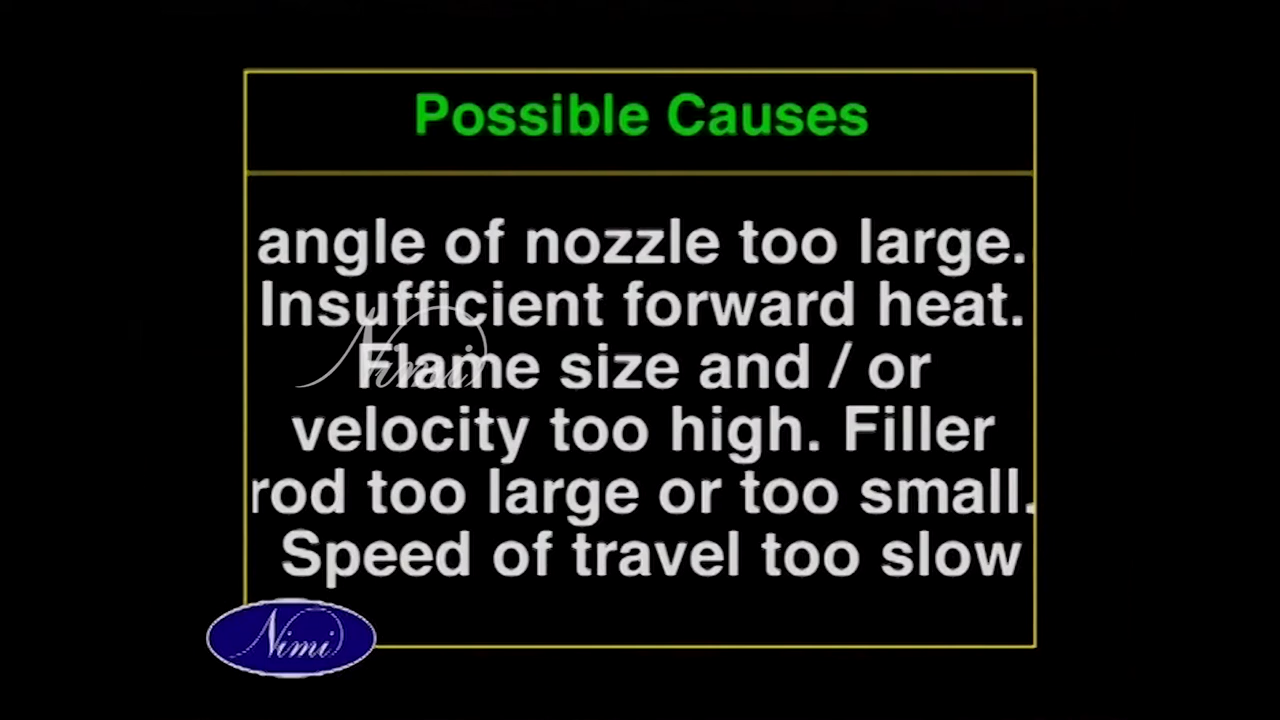 Possible Causes
angle of nozzle too large.
Insufficient forward heat.
Flame size and / or
velocity too high. Filler
rod too large or too small.
Speed of travel too slow
Nimi
Nimi